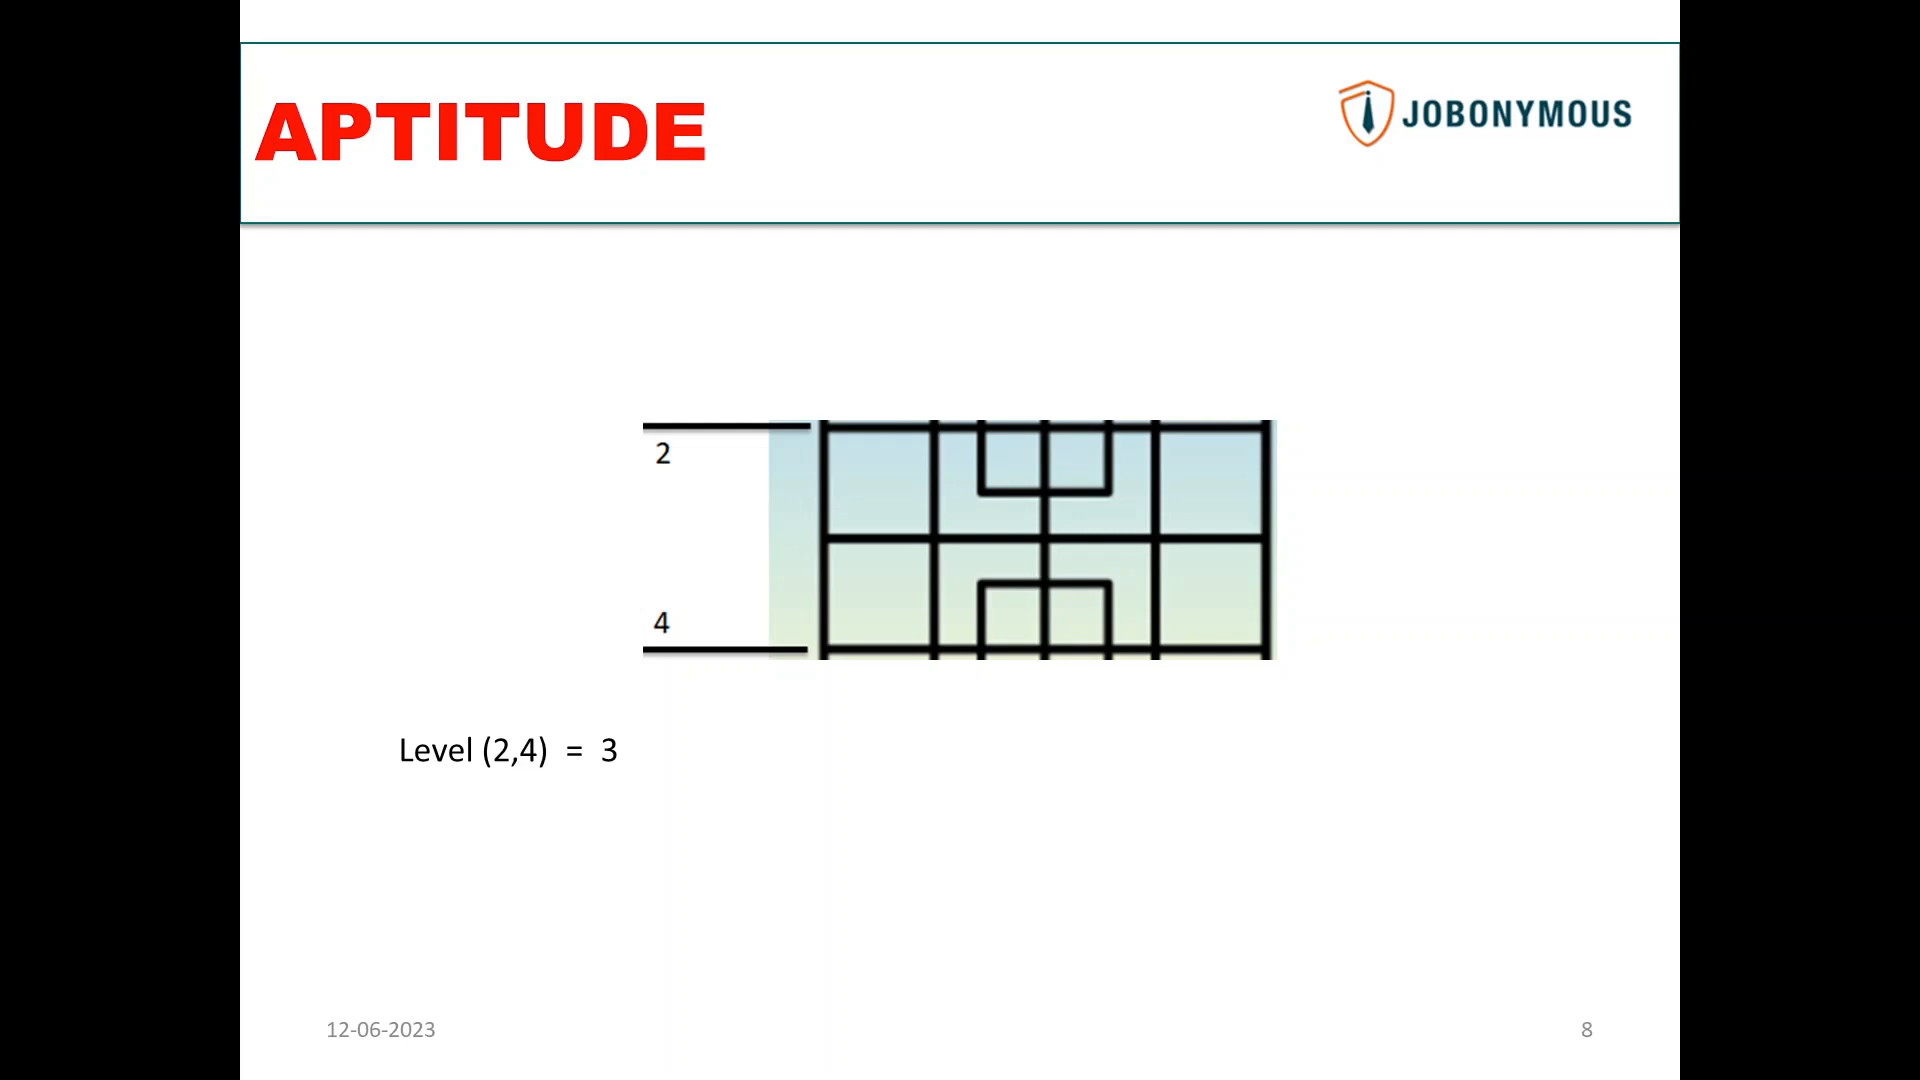 APTITUDE
JOBONYMOUS
2
4
Level (2,4) = 3
12-06-2023
8